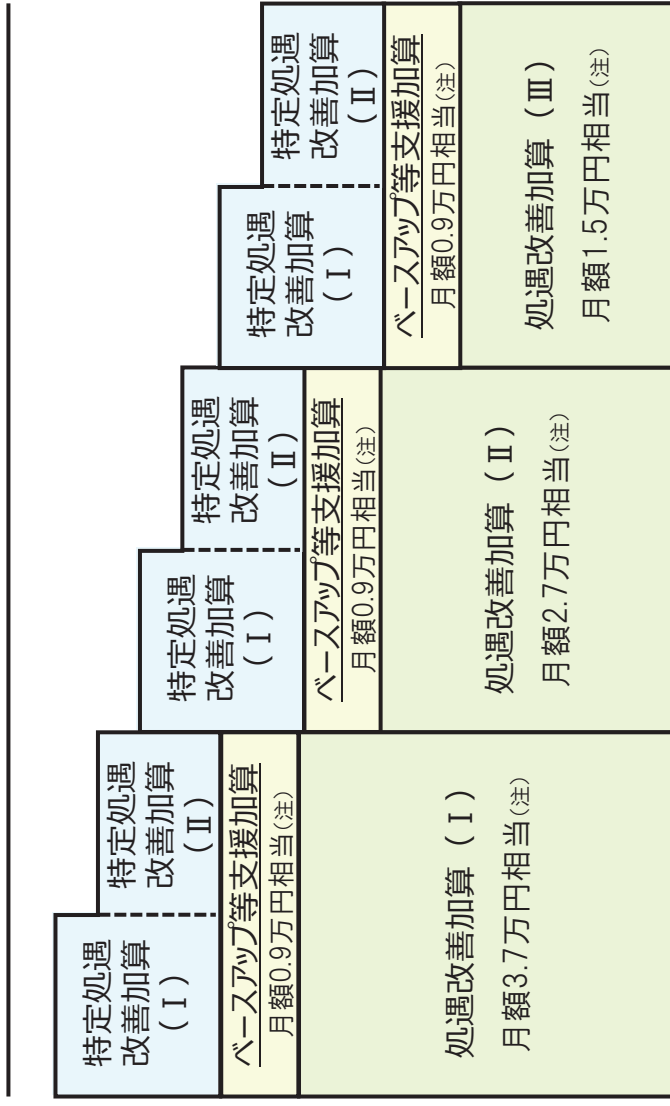 特定処遇
改善加算
（Ⅰ）
特定処遇
改善加算
（Ⅱ）
ベースアップ等支援加算
月額0.9万円相当(注)
処遇改善加算（Ⅰ）
月額3.7万円相当(注)
特定処遇
改善加算
（Ⅰ）
特定処遇
改善加算
（Ⅱ）
ベースアップ等支援加算
月額0.9万円相当(注)
処遇改善加算（Ⅱ）
月額2.7万円相当(注)
特定処遇
改善加算
（Ⅰ）
特定処遇
改善加算
（Ⅱ）
ベースアップ等支援加算
月額0.9万円相当(注)
処遇改善加算（Ⅲ）
月額1.5万円相当(注)